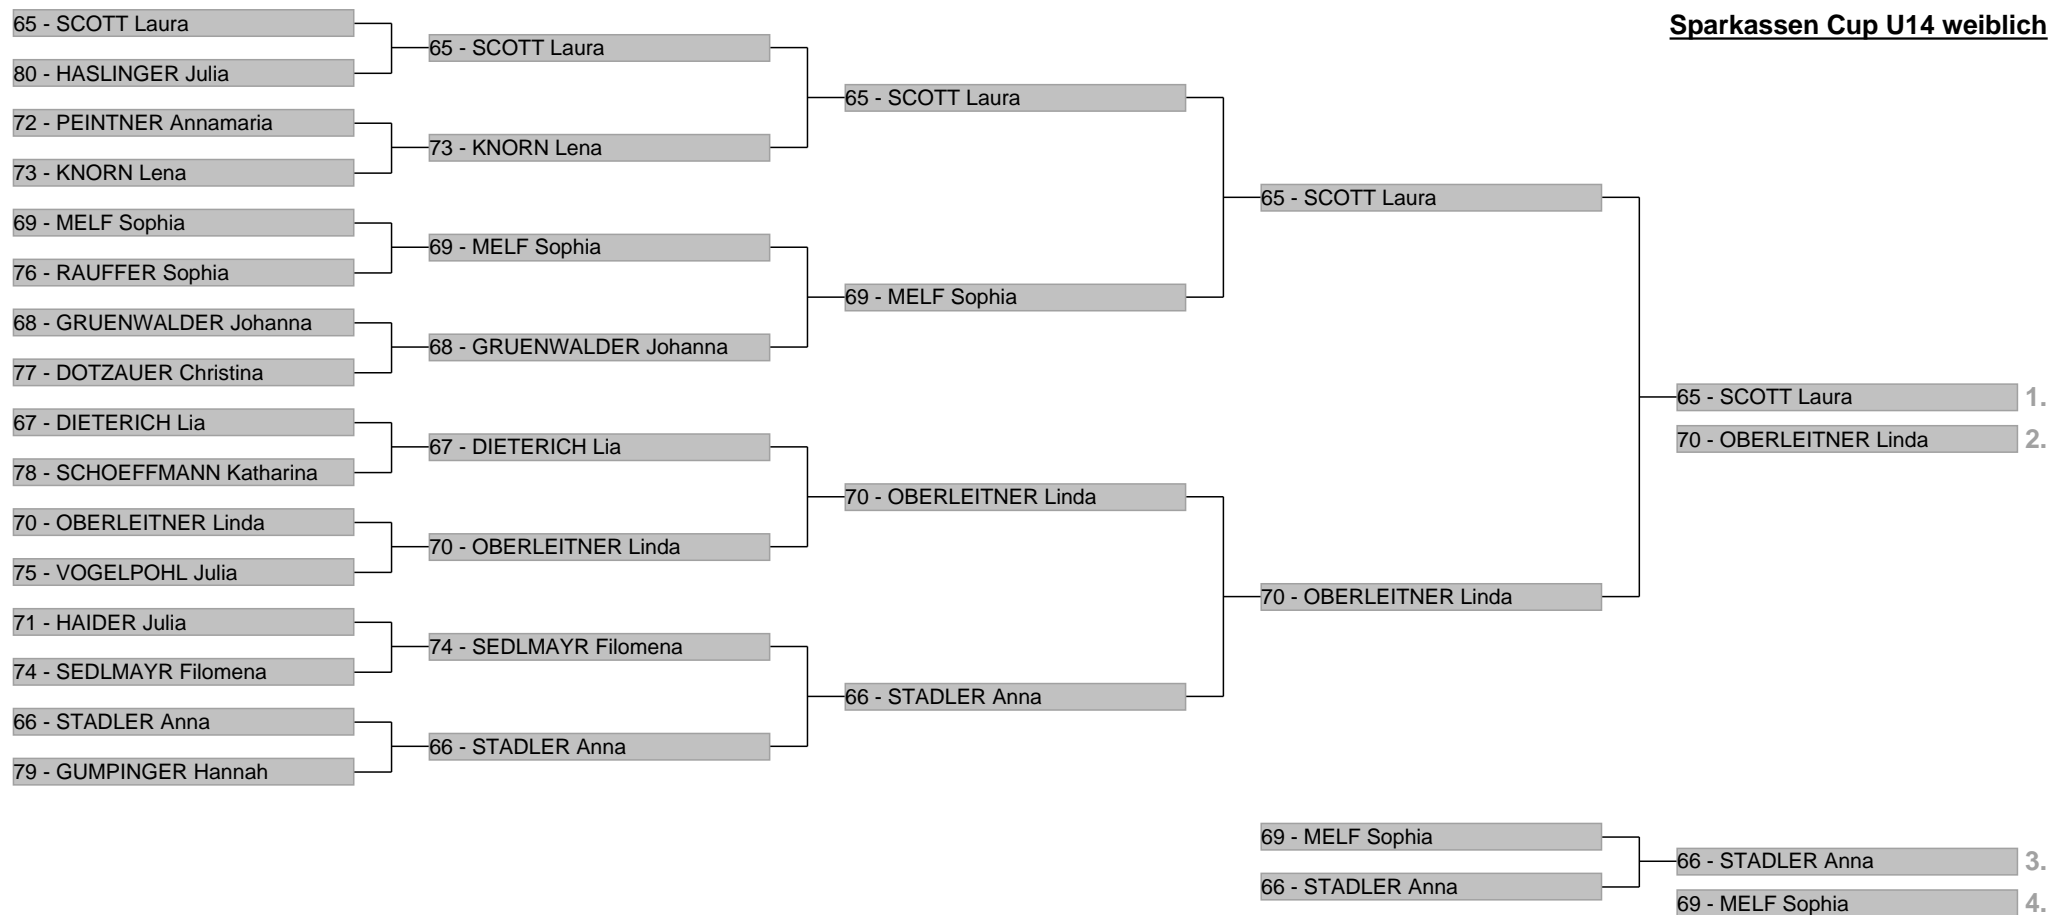 Sparkassen Cup U14 weiblich
65 - SCOTT Laura
80 - HASLINGER Julia
72 - PEINTNER Annamaria
73 - KNORN Lena
69 - MELF Sophia
76 - RAUFFER Sophia
68 - GRUENWALDER Johanna
77 - DOTZAUER Christina
67 - DIETERICH Lia
78 - SCHOEFFMANN Katharina
70 - OBERLEITNER Linda
75 - VOGELPOHL Julia
71 - HAIDER Julia
74 - SEDLMAYR Filomena
66 - STADLER Anna
79 - GUMPINGER Hannah
65 - SCOTT Laura
73 - KNORN Lena
69 - MELF Sophia
68 - GRUENWALDER Johanna
67 - DIETERICH Lia
70 - OBERLEITNER Linda
74 - SEDLMAYR Filomena
66 - STADLER Anna
65 - SCOTT Laura
69 - MELF Sophia
70 - OBERLEITNER Linda
66 - STADLER Anna
65 - SCOTT Laura
70 - OBERLEITNER Linda
65 - SCOTT Laura 1.
70 - OBERLEITNER Linda 2.
69 - MELF Sophia
66 - STADLER Anna
66 - STADLER Anna 3.
69 - MELF Sophia 4.